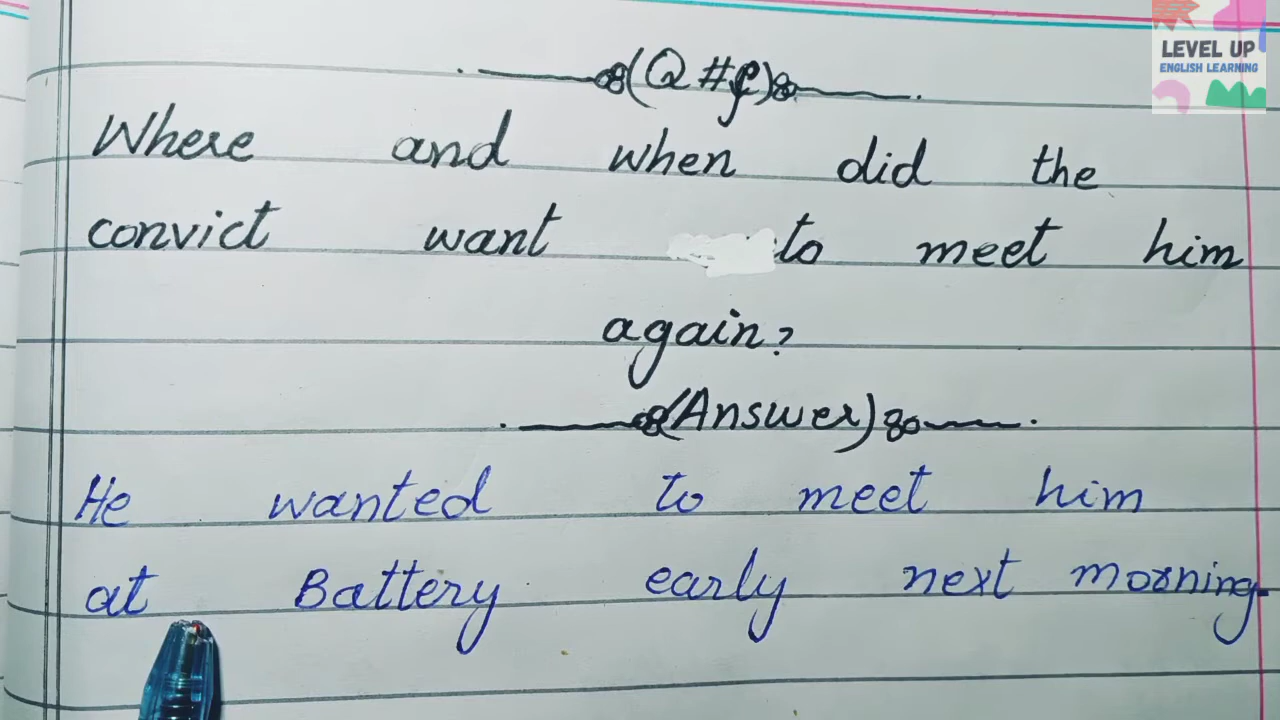 LEVEL UP
ENGLISH LEARNING
(Q #
Where and when did the
convict want to meet him
again?
(Answer)
He wanted to meet him
at Battery early next morning.